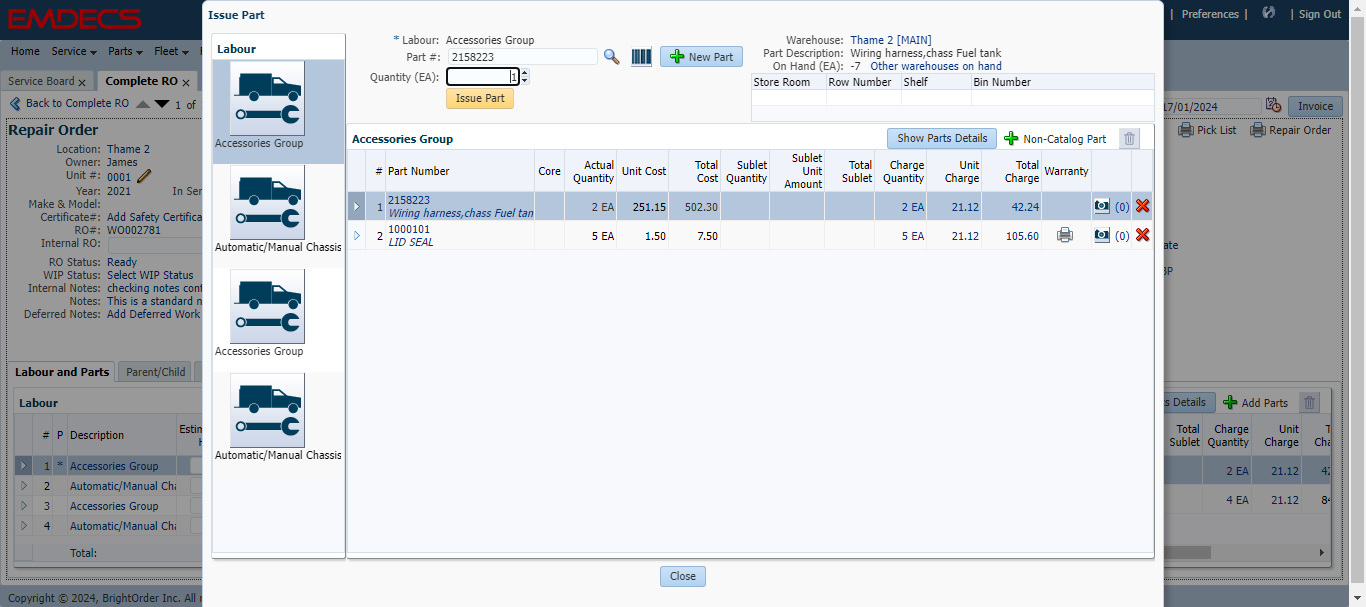 EMDECS
| Preferences | | Sign Out
Home Service Parts Fleet
Service Board x Complete RO x
Back to Complete RO 1 of
17/01/2024 Invoice
Pick List Repair Order
Repair Order
Location: Thame 2
Owner: James
Unit #: 0001
Year: 2021 In Ser
Make & Model:
Certificate#: Add Safety Certifica
RO#: WO002781
Internal RO:
RO Status: Ready
WIP Status: Select WIP Status
Internal Notes: checking notes cont
Notes: This is a standard n
Deferred Notes: Add Deferred Work
ate
BP
Labour and Parts Parent/Child
Labour
# P Description Estim
H
1 * Accessories Group
2 Automatic/Manual Cha
3 Accessories Group
4 Automatic/Manual Cha
Total:
Copyright © 2024, BrightOrder Inc. All r
Issue Part
Labour
Accessories Group
Automatic/Manual Chassis
Accessories Group
Automatic/Manual Chassis
* Labour: Accessories Group
Part #: 2158223 New Part
Quantity (EA): 1
Issue Part
Warehouse: Thame 2 [MAIN]
Part Description: Wiring harness,chass Fuel tank
On Hand (EA): -7 Other warehouses on hand
Store Room Row Number Shelf Bin Number
Accessories Group Show Parts Details Non-Catalog Part
# Part Number Core Actual Quantity Unit Cost Total Cost Sublet Quantity Sublet Unit Amount Total Sublet Charge Quantity Unit Charge Total Charge Warranty
1 2158223 2 EA 251.15 502.30 2 EA 21.12 42.24 (0)
Wiring harness,chass Fuel tan
2 1000101 5 EA 1.50 7.50 5 EA 21.12 105.60 (0)
LID SEAL
Close
s Details Add Parts
Total Sublet Charge Quantity Unit Charge T Cha
2 EA 21.12 42
4 EA 21.12 84